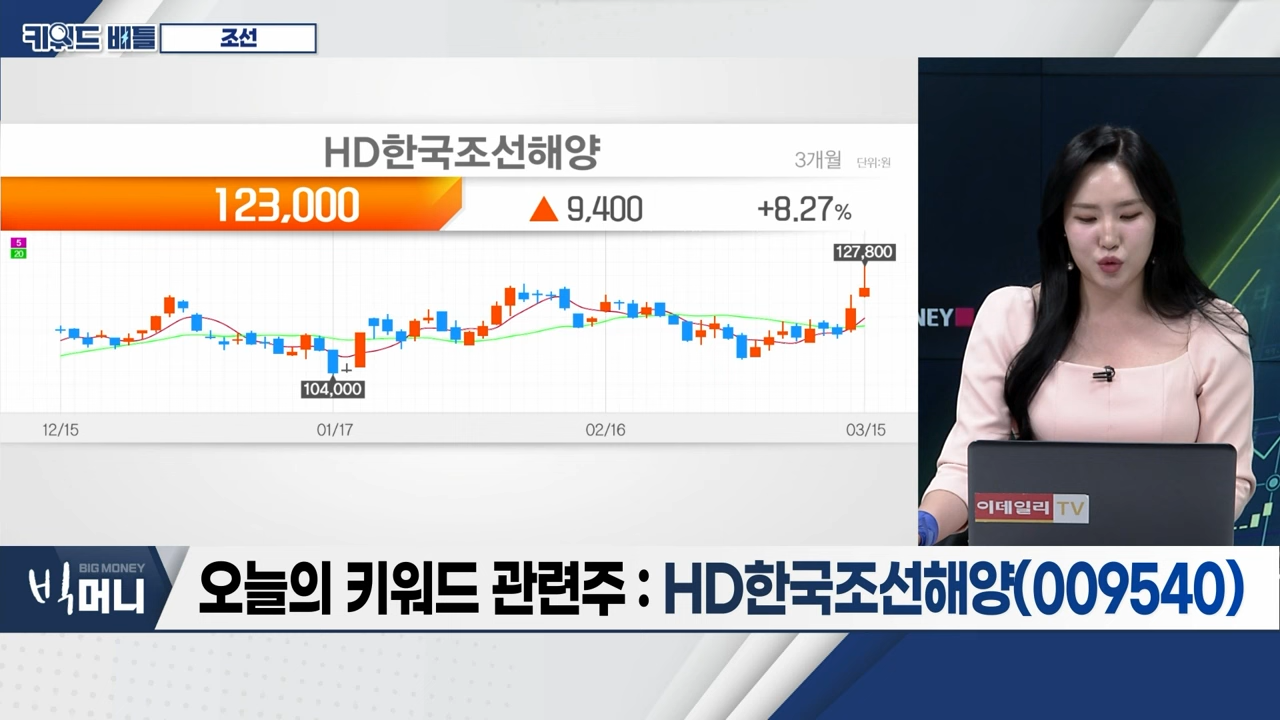 키워드 배틀
조선
HD한국조선해양
3개월 단위:원
123,000 ▲ 9,400 +8.27%
5
20
127,800
104,000
12/15 01/17 02/16 03/15
NEY
이데일리 TV
BIG MONEY
빅머니
오늘의 키워드 관련주 : HD한국조선해양(009540)